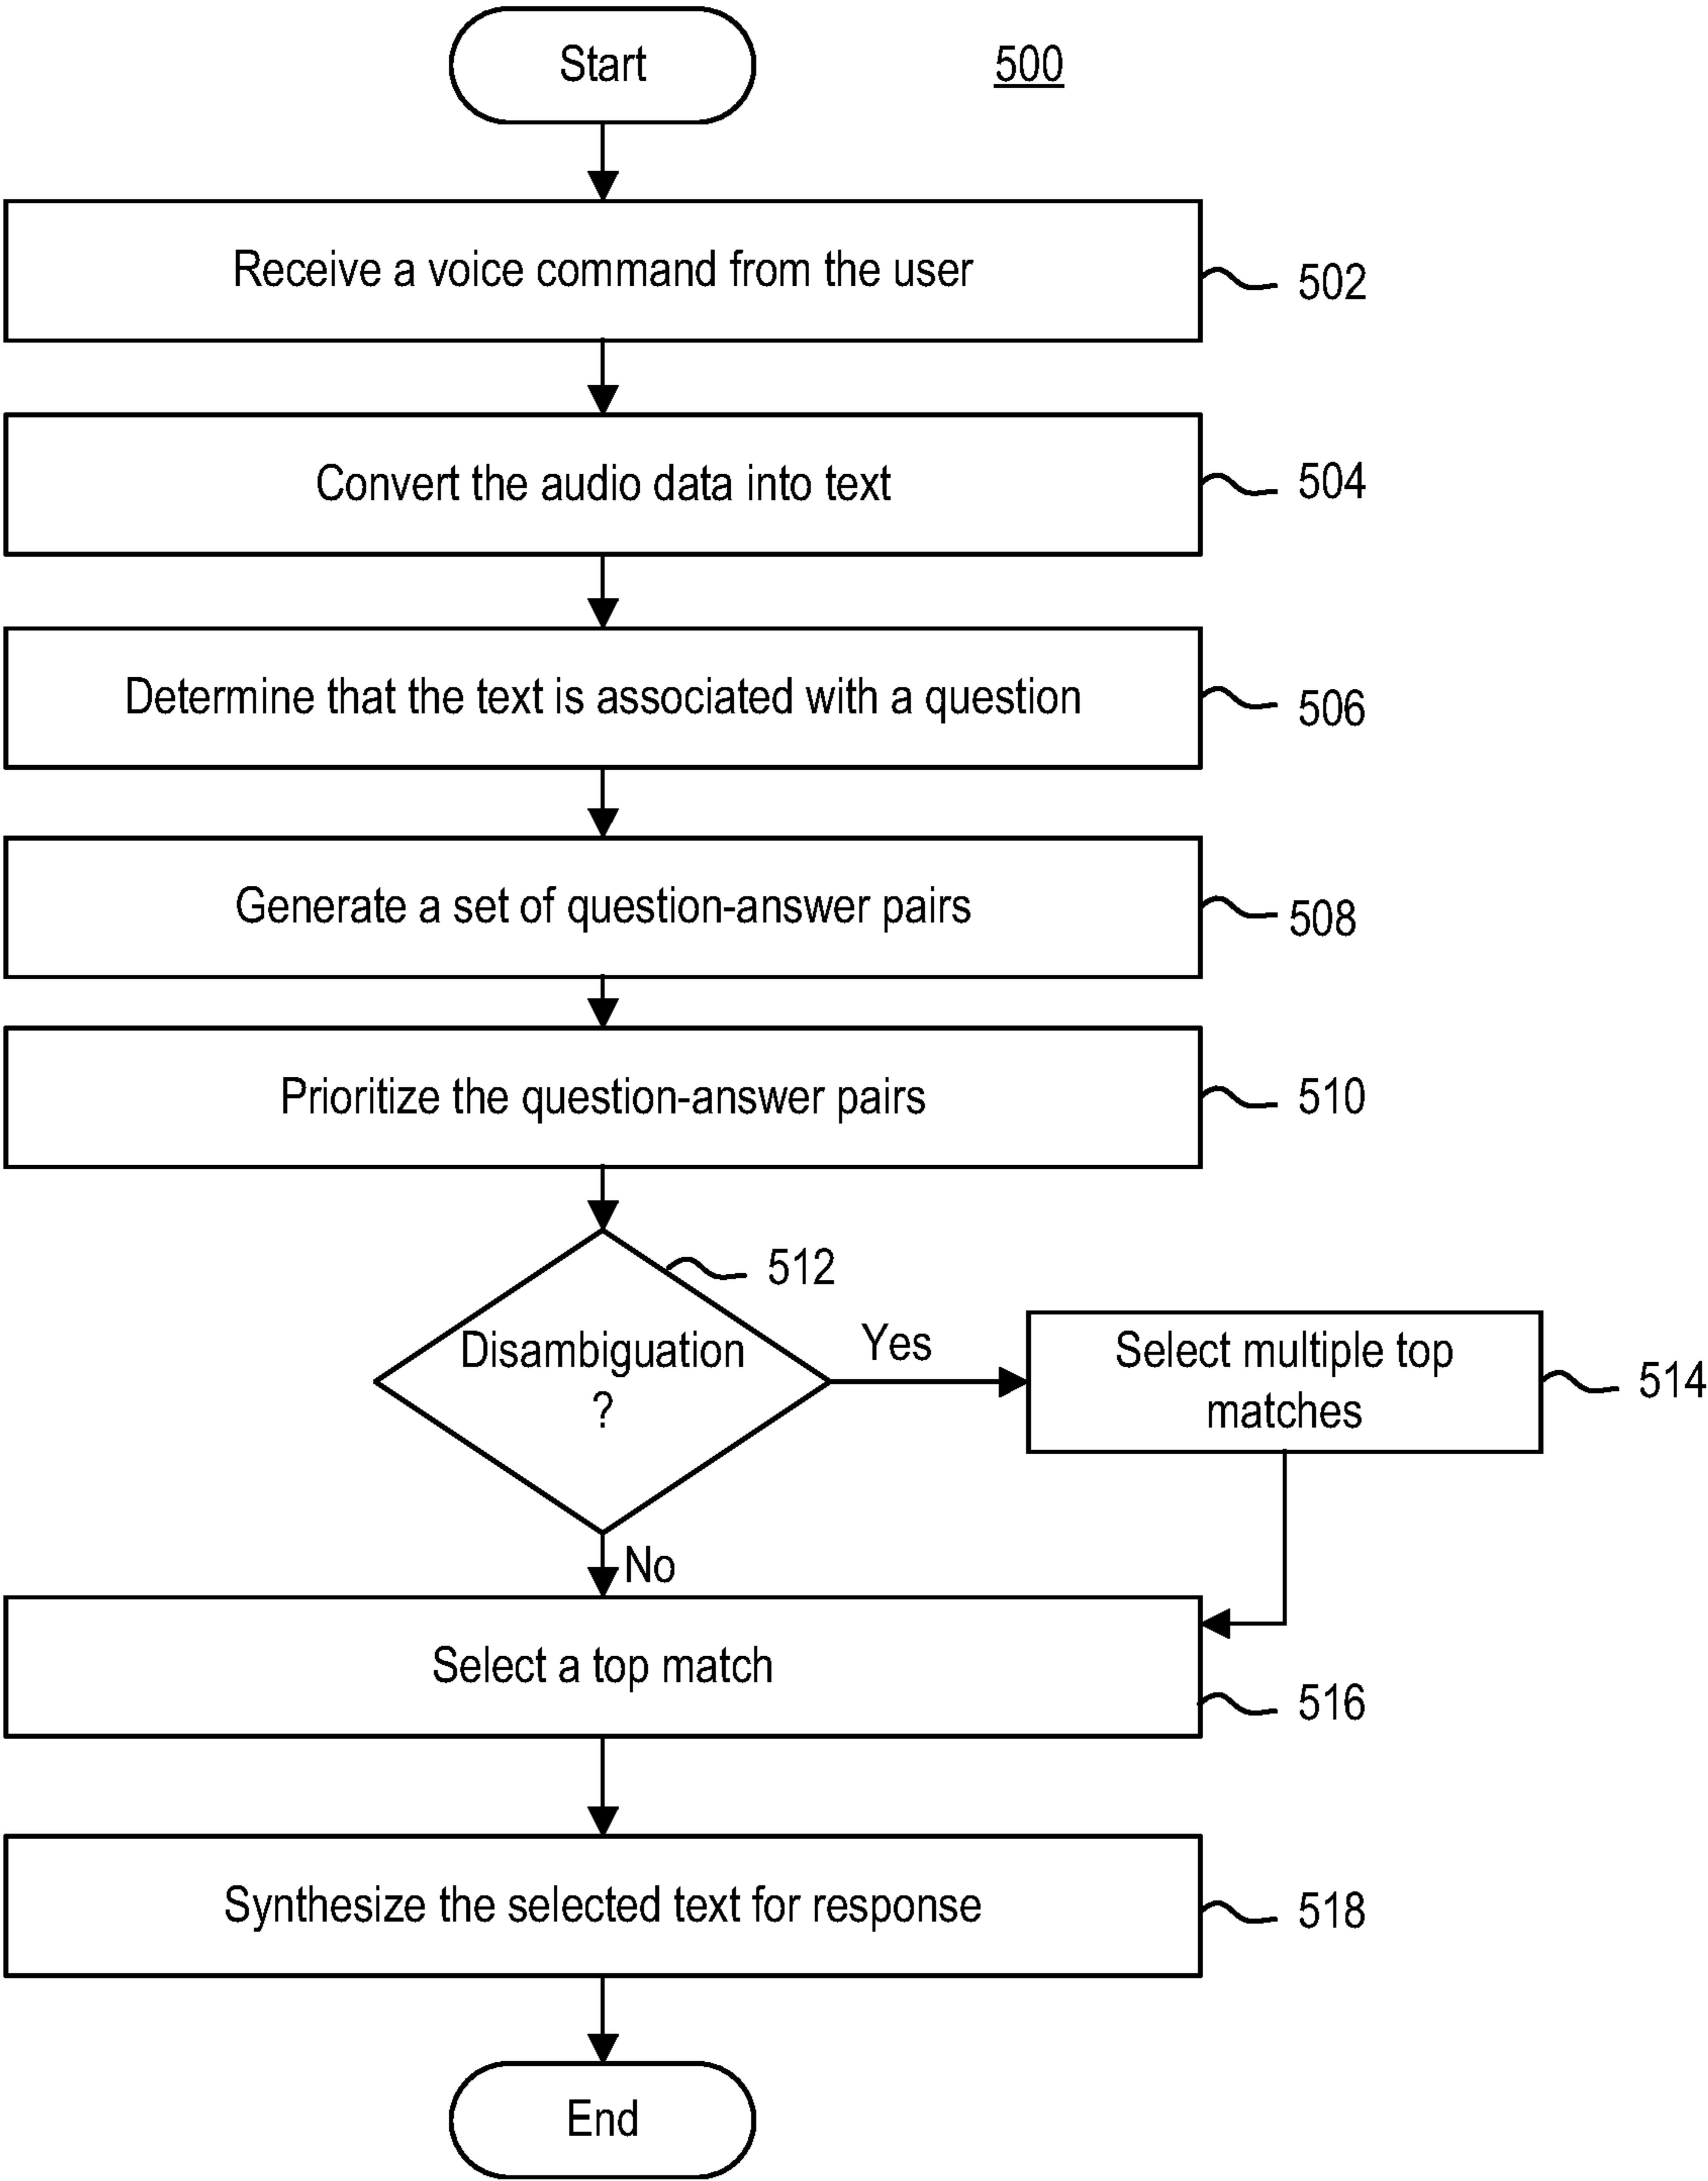 Start
500
Receive a voice command from the user
502
Convert the audio data into text
504
Determine that the text is associated with a question
506
Generate a set of question-answer pairs
508
Prioritize the question-answer pairs
510
512
Disambiguation
?
Yes
Select multiple top
matches
514
No
Select a top match
516
Synthesize the selected text for response
518
End